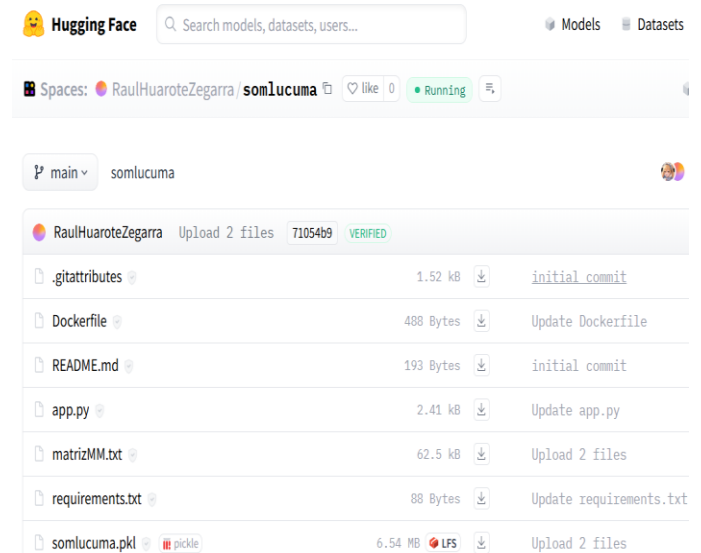 Hugging Face Search models, datasets, users... Models Datasets
Spaces: RaulHuaroteZegarra/somlucuma like 0 Running
main somlucuma
RaulHuaroteZegarra Upload 2 files 71054b9 VERIFIED
.gitattributes 1.52 kB initial commit
Dockerfile 488 Bytes Update Dockerfile
README.md 193 Bytes initial commit
app.py 2.41 kB Update app.py
matrizMM.txt 62.5 kB Upload 2 files
requirements.txt 88 Bytes Update requirements.txt
somlucuma.pkl pickle 6.54 MB LFS Upload 2 files